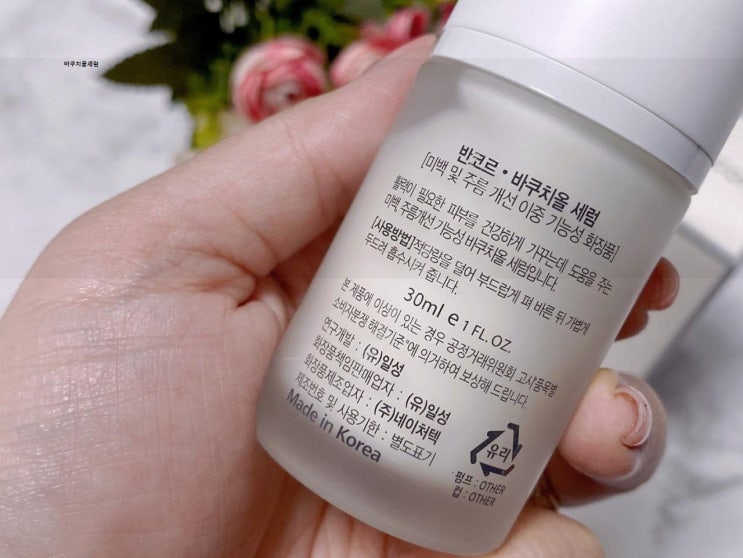 바쿠치올세럼
반코르 • 바쿠치올 세럼
[미백 및 주름 개선 이중 기능성 화장품]
활력이 필요한 피부를 건강하게 가꾸는데 도움을 주는
미백, 주름개선 기능성 바쿠치올 세럼입니다.
[사용방법]적당량을 덜어 부드럽게 펴 바른 뒤 가볍게
두드려 흡수시켜 줍니다.
30ml e 1 FL. OZ.
본 제품에 이상이 있는 경우 공정거래위원회 고시"품목별
소비자분쟁 해결기준"에 의거하여 보상해 드립니다.
연구개발 : (유)일성
화장품책임판매업자 : (유)일성
화장품제조업자 : (주)네이처텍
제조번호 및 사용기한 : 별도표기
Made in Korea
유리
펌프 : OTHER
캡 : OTHER